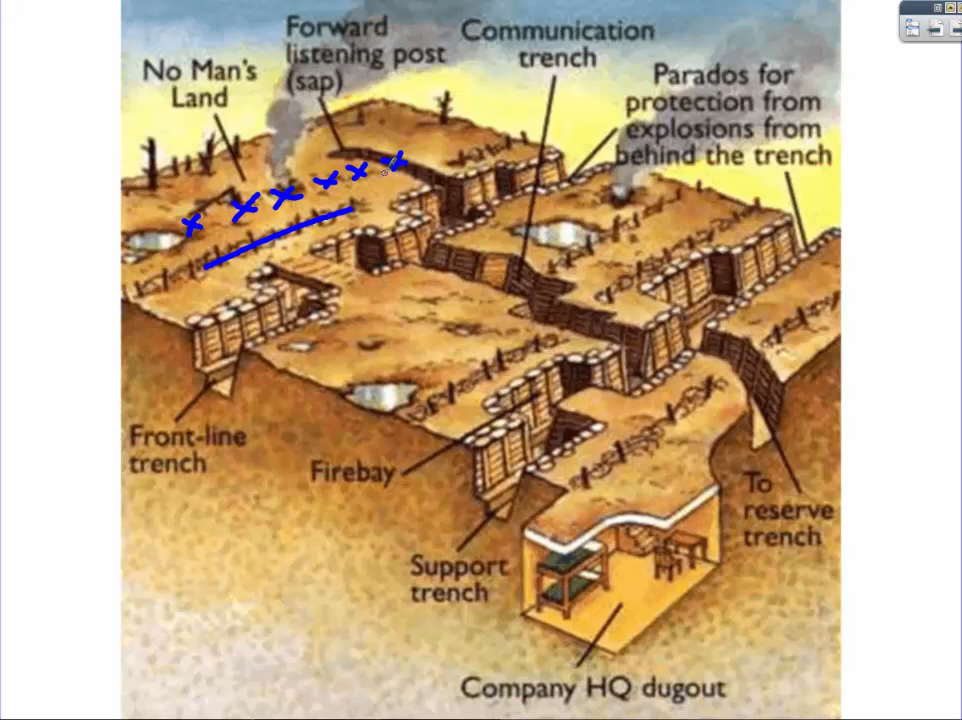 Forward
listening post
(sap)
Communication
trench
No Man's
Land
Parados for
protection from
explosions from
behind the trench
Front-line
trench
Firebay
To
reserve
trench
Support
trench
Company HQ dugout